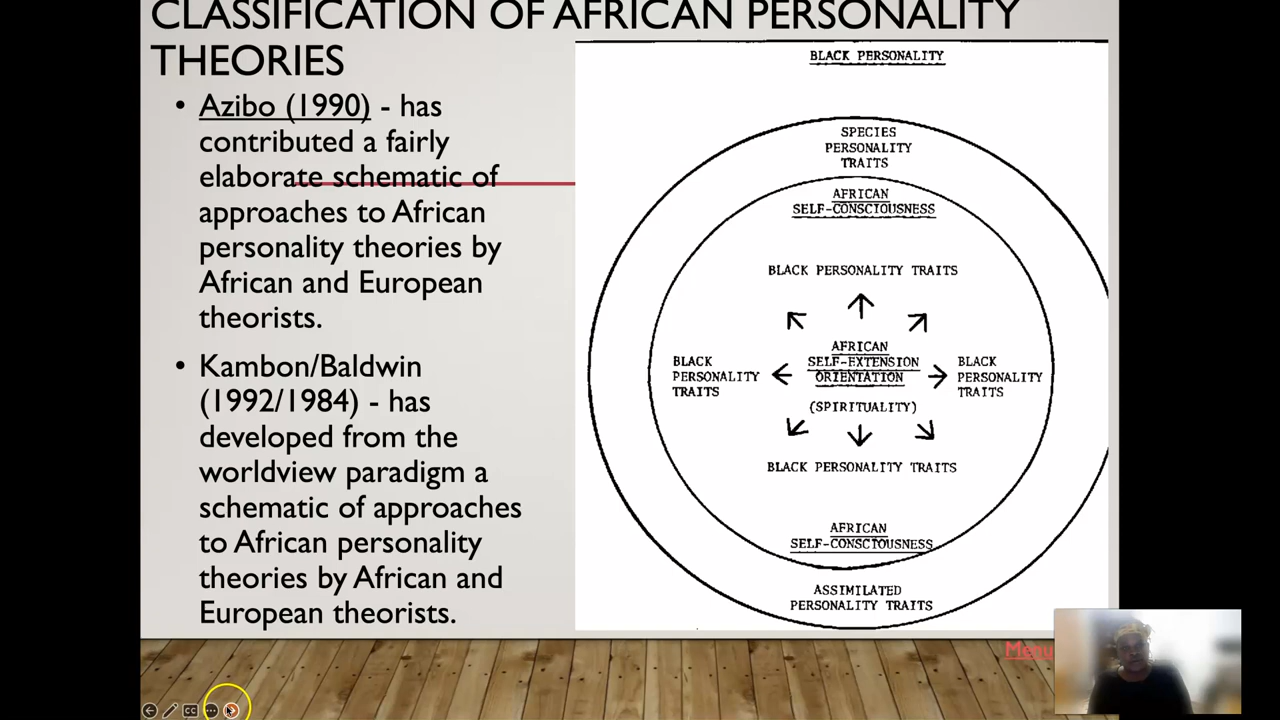 CLASSIFICATION OF AFRICAN PERSONALITY
THEORIES
• Azibo (1990) - has
contributed a fairly
elaborate schematic of
approaches to African
personality theories by
African and European
theorists.
• Kambon/Baldwin
(1992/1984) - has
developed from the
worldview paradigm a
schematic of approaches
to African personality
theories by African and
European theorists.
BLACK PERSONALITY
SPECIES
PERSONALITY
TRAITS
AFRICAN
SELF-CONSCIOUSNESS
BLACK PERSONALITY TRAITS
BLACK
PERSONALITY
TRAITS
AFRICAN
SELF-EXTENSION
ORIENTATION
(SPIRITUALITY)
BLACK
PERSONALITY
TRAITS
BLACK PERSONALITY TRAITS
AFRICAN
SELF-CONSCIOUSNESS
ASSIMILATED
PERSONALITY TRAITS
Menu
CC